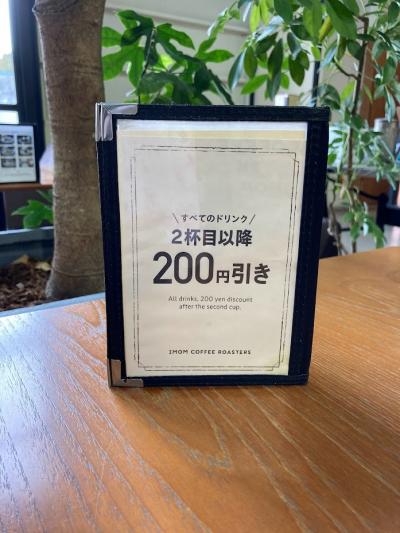 \ すべてのドリンク /
2杯目以降
200円引き
All drinks, 200 yen discount
after the second cup.
IMOM COFFEE ROASTERS